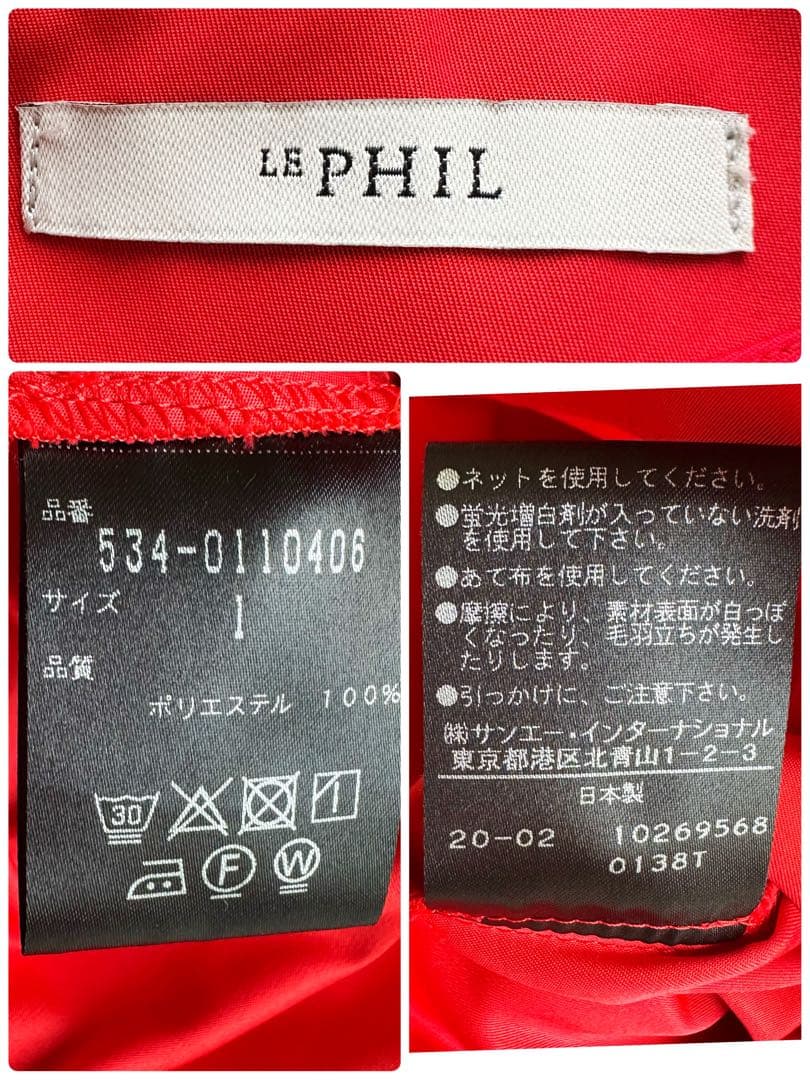 LE PHIL
品番
534-0110406
サイズ
1
品質
ポリエステル 100%
30
F W
●ネットを使用してください。
●蛍光増白剤が入っていない洗剤
を使用して下さい。
●あて布を使用してください。
●摩擦により、素材表面が白っぽ
くなったり、毛羽立ちが発生し
たりします。
●引っかけに、ご注意下さい。
㈱サンエー・インターナショナル
東京都港区北青山1-2-3
日本製
20-02 10269568
0138T